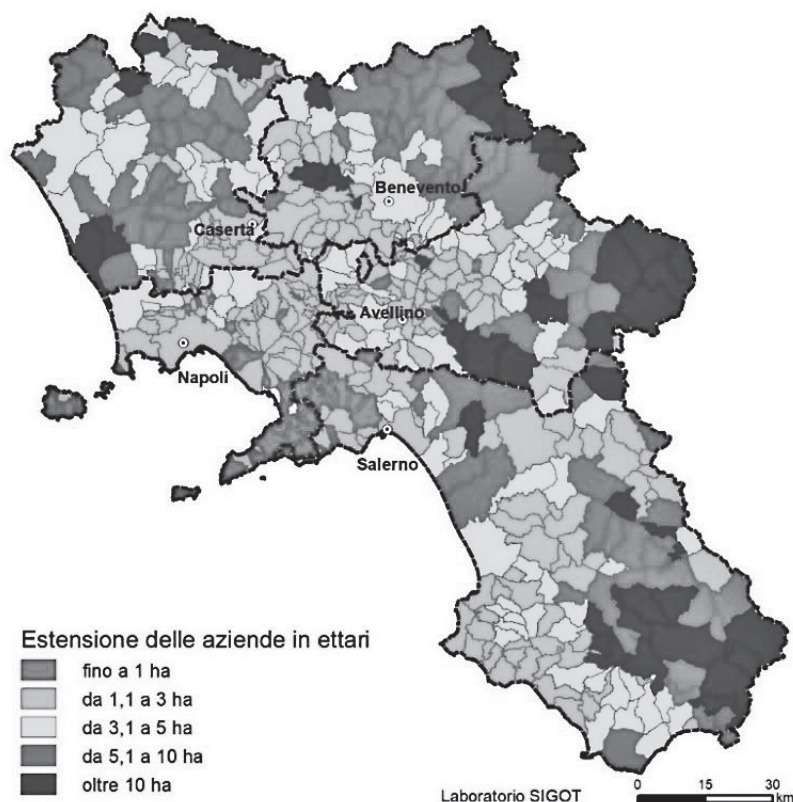 Benevento
Caserta
Avellino
Napoli
Salerno
Estensione delle aziende in ettari
fino a 1 ha
da 1,1 a 3 ha
da 3,1 a 5 ha
da 5,1 a 10 ha
oltre 10 ha
Laboratorio SIGOT
0 15 30
km